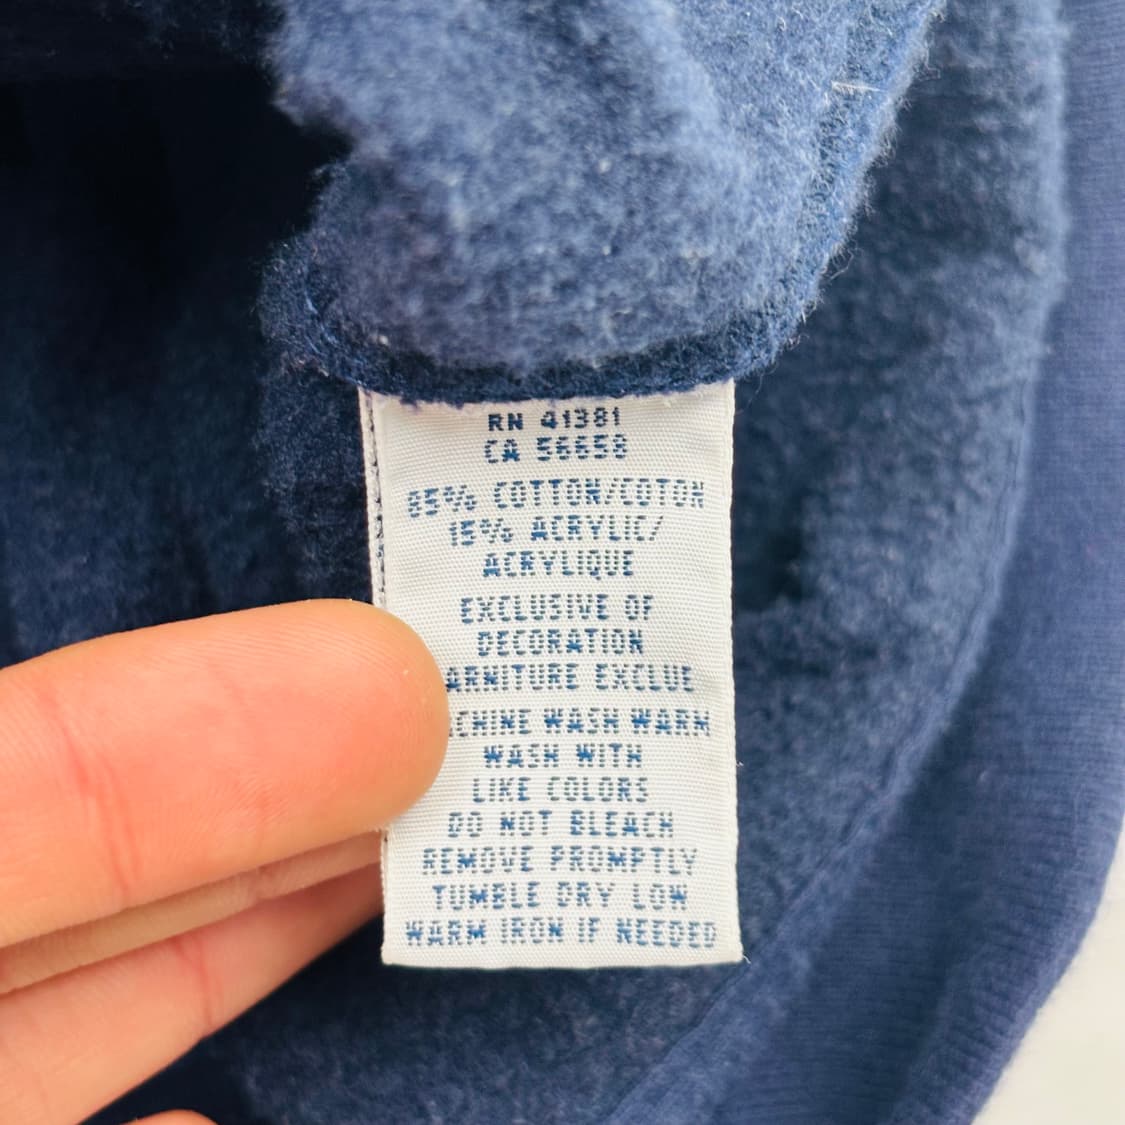 RN 41381
CA 56658
85% COTTON/COTON
15% ACRYLIC/
ACRYLIQUE
EXCLUSIVE OF
DECORATION
ARNITURE EXCLUE
CHINE WASH WARM
WASH WITH
LIKE COLORS
DO NOT BLEACH
REMOVE PROMPTLY
TUMBLE DRY LOW
WARM IRON IF NEEDED